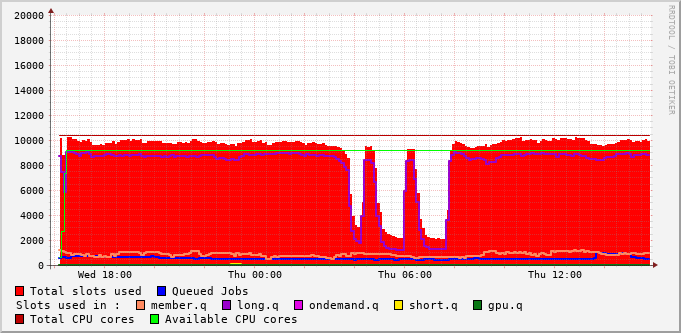 RRDTOOL / TOBI OETIKER
20000
18000
16000
14000
12000
10000
8000
6000
4000
2000
0
Wed 18:00 Thu 00:00 Thu 06:00 Thu 12:00
Total slots used Queued Jobs
Slots used in : member.q long.q ondemand.q short.q gpu.q
Total CPU cores Available CPU cores